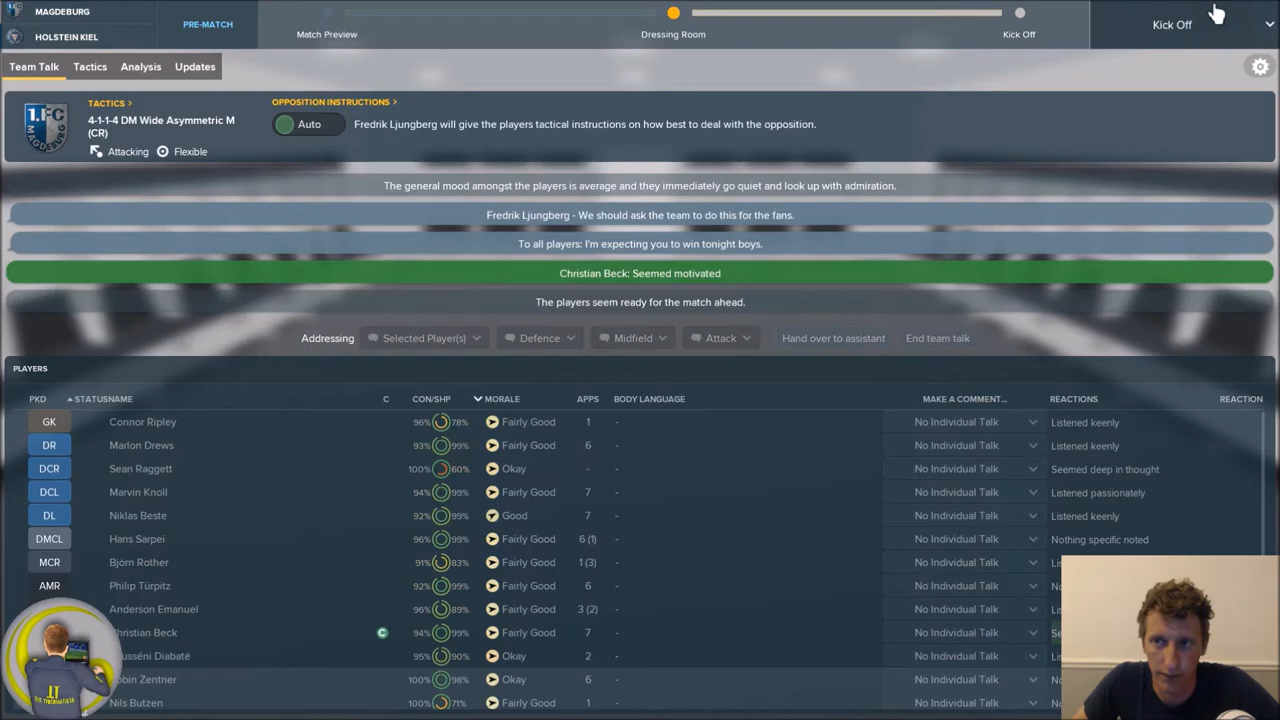 MAGDEBURG
HOLSTEIN KIEL
PRE-MATCH
Match Preview
Dressing Room
Kick Off
Kick Off
Team Talk
Tactics
Analysis
Updates
1.FC
MAGDEBURG
TACTICS >
4-1-1-4 DM Wide Asymmetric M
(CR)
Attacking
Flexible
OPPOSITION INSTRUCTIONS >
Auto
Fredrik Ljungberg will give the players tactical instructions on how best to deal with the opposition.
The general mood amongst the players is average and they immediately go quiet and look up with admiration.
Fredrik Ljungberg - We should ask the team to do this for the fans.
To all players: I'm expecting you to win tonight boys.
Christian Beck: Seemed motivated
The players seem ready for the match ahead.
Addressing
Selected Player(s)
Defence
Midfield
Attack
Hand over to assistant
End team talk
PLAYERS
PKD STATUS NAME C CON/SHP MORALE APPS BODY LANGUAGE MAKE A COMMENT... REACTIONS REACTION
GK Connor Ripley 96% 78% Fairly Good 1 - No Individual Talk Listened keenly
DR Marlon Drews 93% 99% Fairly Good 6 - No Individual Talk Listened keenly
DCR Sean Raggett 100% 60% Okay - - No Individual Talk Seemed deep in thought
DCL Marvin Knoll 94% 99% Fairly Good 7 - No Individual Talk Listened passionately
DL Niklas Beste 92% 99% Good 7 - No Individual Talk Listened keenly
DMCL Hans Sarpei 96% 99% Fairly Good 6 (1) - No Individual Talk Nothing specific noted
MCR Björn Rother 91% 83% Fairly Good 1 (3) - No Individual Talk
AMR Philip Türpitz 92% 99% Fairly Good 6 - No Individual Talk
Anderson Emanuel 96% 89% Fairly Good 3 (2) - No Individual Talk
Christian Beck C 94% 99% Fairly Good 7 - No Individual Talk
95% 90% Okay 2 - No Individual Talk
Zentner 100% 98% Okay 6 - No Individual Talk
Nils Butzen 100% 71% Fairly Good 1 - No Individual Talk